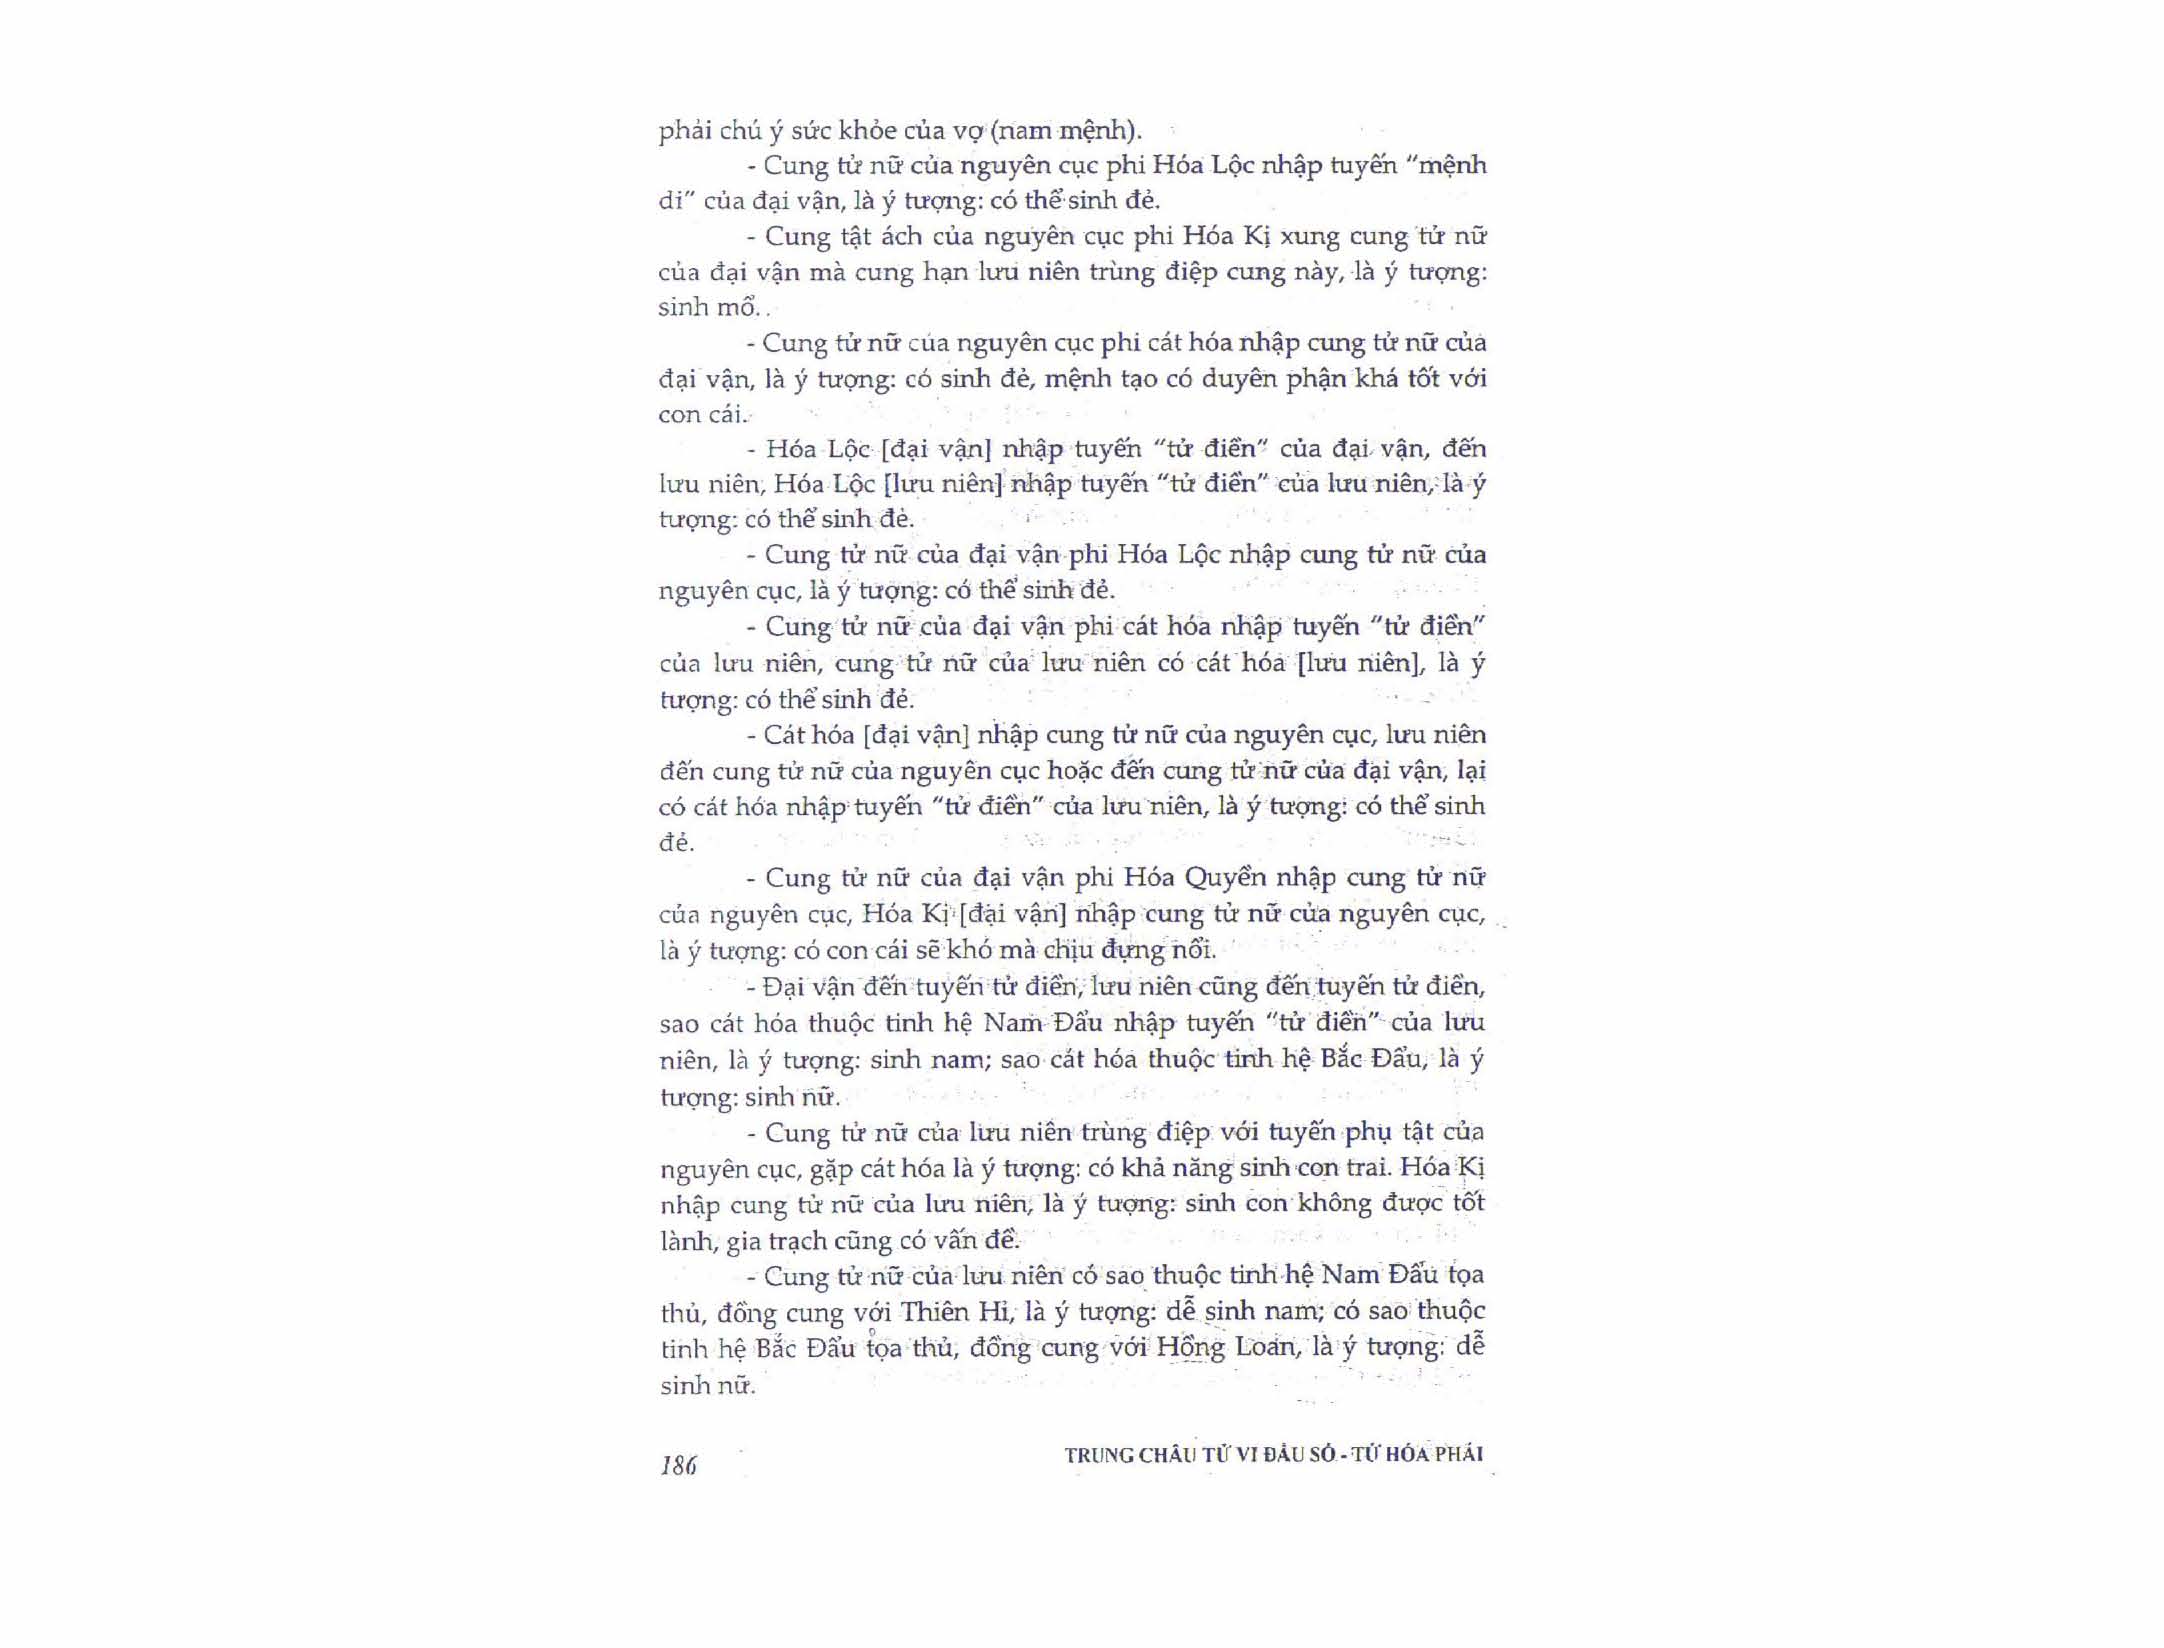 phải chú ý sức khỏe của vợ (nam mệnh).
- Cung tử nữ của nguyên cục phi Hóa Lộc nhập tuyến "mệnh
di" của đại vận, là ý tượng: có thể sinh đẻ.
- Cung tật ách của nguyên cục phi Hóa Kị xung cung tử nữ
của đại vận mà cung hạn lưu niên trùng điệp cung này, là ý tượng:
sinh mổ.
- Cung tử nữ của nguyên cục phi cát hóa nhập cung tử nữ của
đại vận, là ý tượng: có sinh đẻ, mệnh tạo có duyên phận khá tốt với
con cái.
- Hóa Lộc [đại vận] nhập tuyến "tử điền" của đại vận, đến
lưu niên, Hóa Lộc [lưu niên] nhập tuyến "tử điền" của lưu niên, là ý
tượng: có thể sinh đẻ.
- Cung tử nữ của đại vận phi Hóa Lộc nhập cung tử nữ của
nguyên cục, là ý tượng: có thể sinh đẻ.
- Cung tử nữ của đại vận phi cát hóa nhập tuyến "tử điền"
của lưu niên, cung tử nữ của lưu niên có cát hóa [lưu niên], là ý
tượng: có thể sinh đẻ.
- Cát hóa [đại vận] nhập cung tử nữ của nguyên cục, lưu niên
đến cung tử nữ của nguyên cục hoặc đến cung tử nữ của đại vận, lại
có cát hóa nhập tuyến "tử điền" của lưu niên, là ý tượng: có thể sinh
đẻ.
- Cung tử nữ của đại vận phi Hóa Quyền nhập cung tử nữ
của nguyên cục, Hóa Kị [đại vận] nhập cung tử nữ của nguyên cục,
là ý tượng: có con cái sẽ khó mà chịu đựng nổi.
- Đại vận đến tuyến tử điền, lưu niên cũng đến tuyến tử điền,
sao cát hóa thuộc tinh hệ Nam Đẩu nhập tuyến "tử điền" của lưu
niên, là ý tượng: sinh nam; sao cát hóa thuộc tinh hệ Bắc Đẩu, là ý
tượng: sinh nữ.
- Cung tử nữ của lưu niên trùng điệp với tuyến phụ tật của
nguyên cục, gặp cát hóa là ý tượng: có khả năng sinh con trai. Hóa Kị
nhập cung tử nữ của lưu niên, là ý tượng: sinh con không được tốt
lành, gia trạch cũng có vấn đề.
- Cung tử nữ của lưu niên có sao thuộc tinh hệ Nam Đẩu tọa
thủ, đồng cung với Thiên Hỉ, là ý tượng: dễ sinh nam; có sao thuộc
tinh hệ Bắc Đẩu tọa thủ, đồng cung với Hồng Loan, là ý tượng: dễ
sinh nữ.
186 TRUNG CHÂU TỬ VI ĐẨU SỐ - TỨ HÓA PHÁI